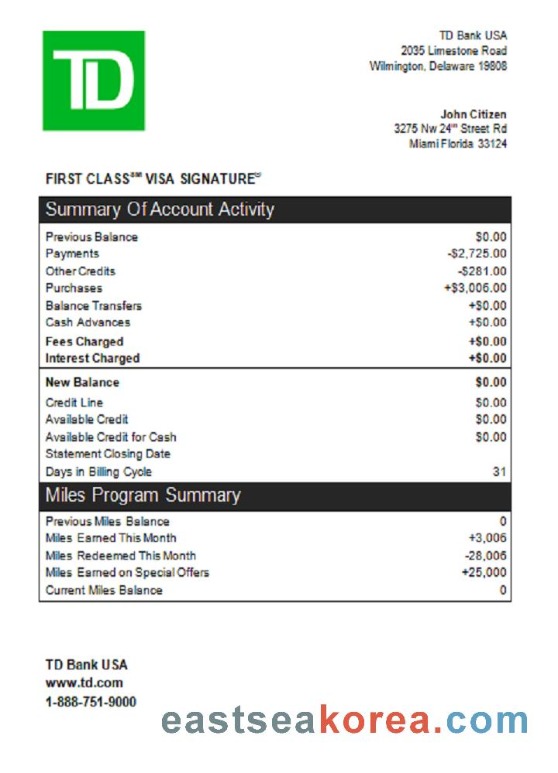 TD
TD Bank USA
2035 Limestone Road
Wilmington, Delaware 19808
John Citizen
3275 Nw 24th Street Rd
Miami Florida 33124
FIRST CLASS℠ VISA SIGNATURE®
Summary Of Account Activity
Previous Balance $0.00
Payments -$2,725.00
Other Credits -$281.00
Purchases +$3,006.00
Balance Transfers +$0.00
Cash Advances +$0.00
Fees Charged +$0.00
Interest Charged +$0.00
New Balance $0.00
Credit Line $0.00
Available Credit $0.00
Available Credit for Cash $0.00
Statement Closing Date
Days in Billing Cycle 31
Miles Program Summary
Previous Miles Balance 0
Miles Earned This Month +3,006
Miles Redeemed This Month -28,006
Miles Earned on Special Offers +25,000
Current Miles Balance 0
TD Bank USA
www.td.com
1-888-751-9000
eastseakorea.com